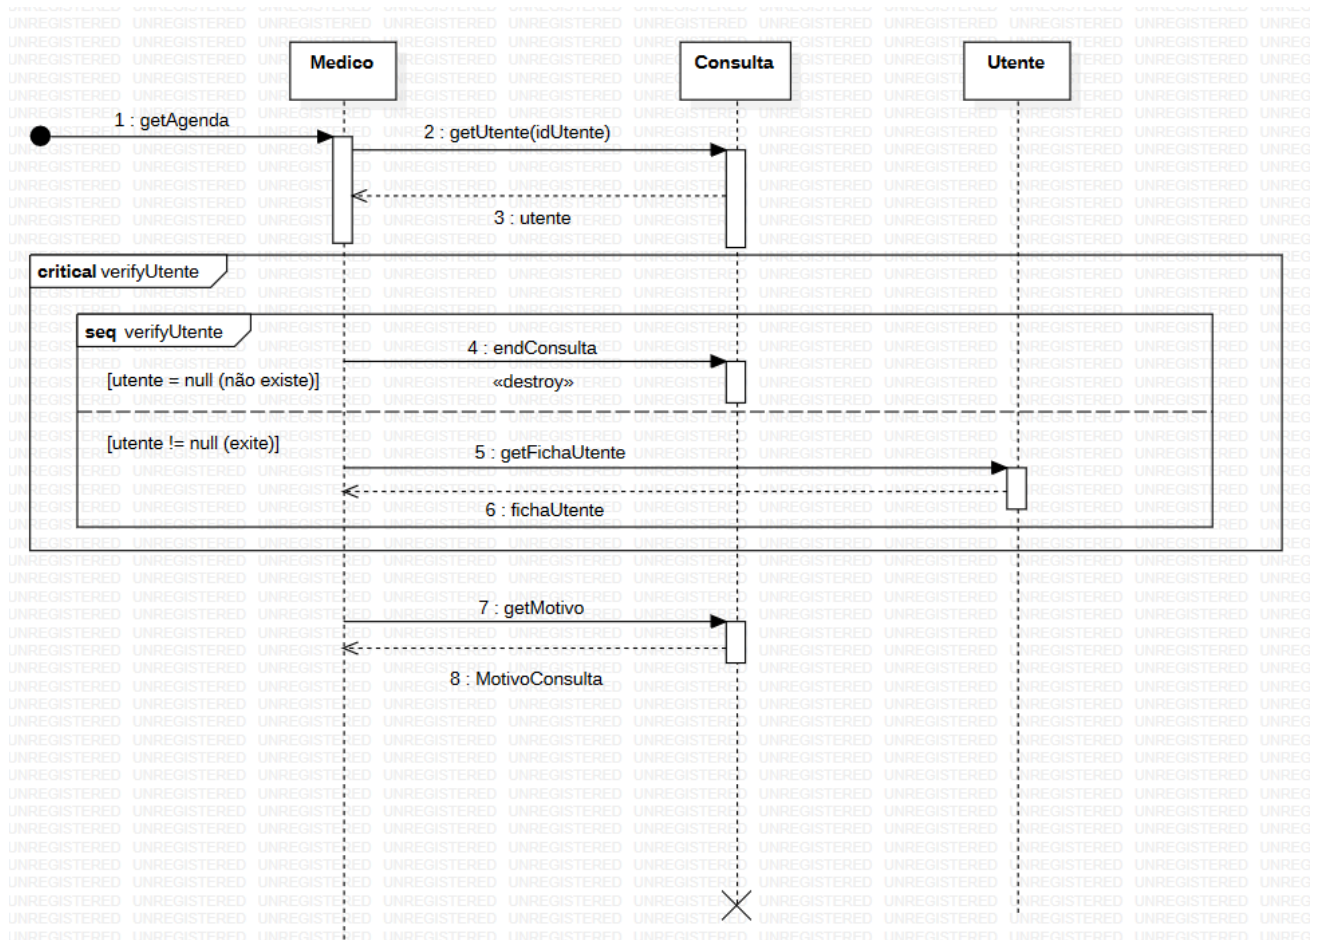 Medico
Consulta
Utente
1 : getAgenda
2 : getUtente(idUtente)
3 : utente
critical verifyUtente
seq verifyUtente
4 : endConsulta
[utente = null (não existe)]
«destroy»
[utente != null (exite)]
5 : getFichaUtente
6 : fichaUtente
7 : getMotivo
8 : MotivoConsulta
UNREGISTERED